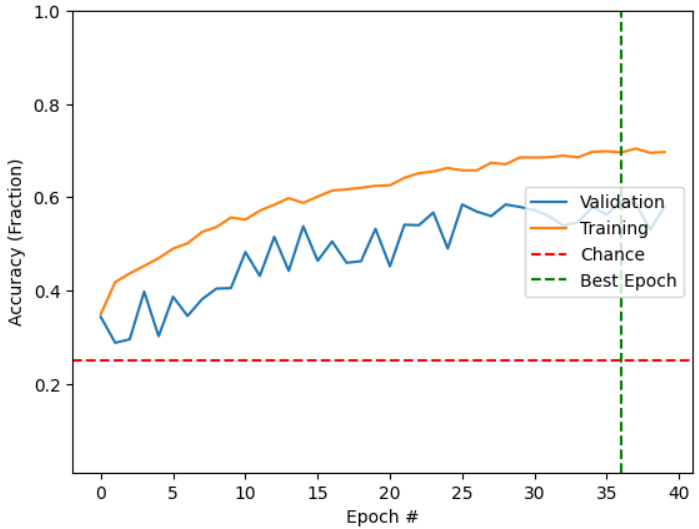 1.0
0.8
0.6
0.4
0.2
Accuracy (Fraction)
Validation
Training
Chance
Best Epoch
0 5 10 15 20 25 30 35 40
Epoch #